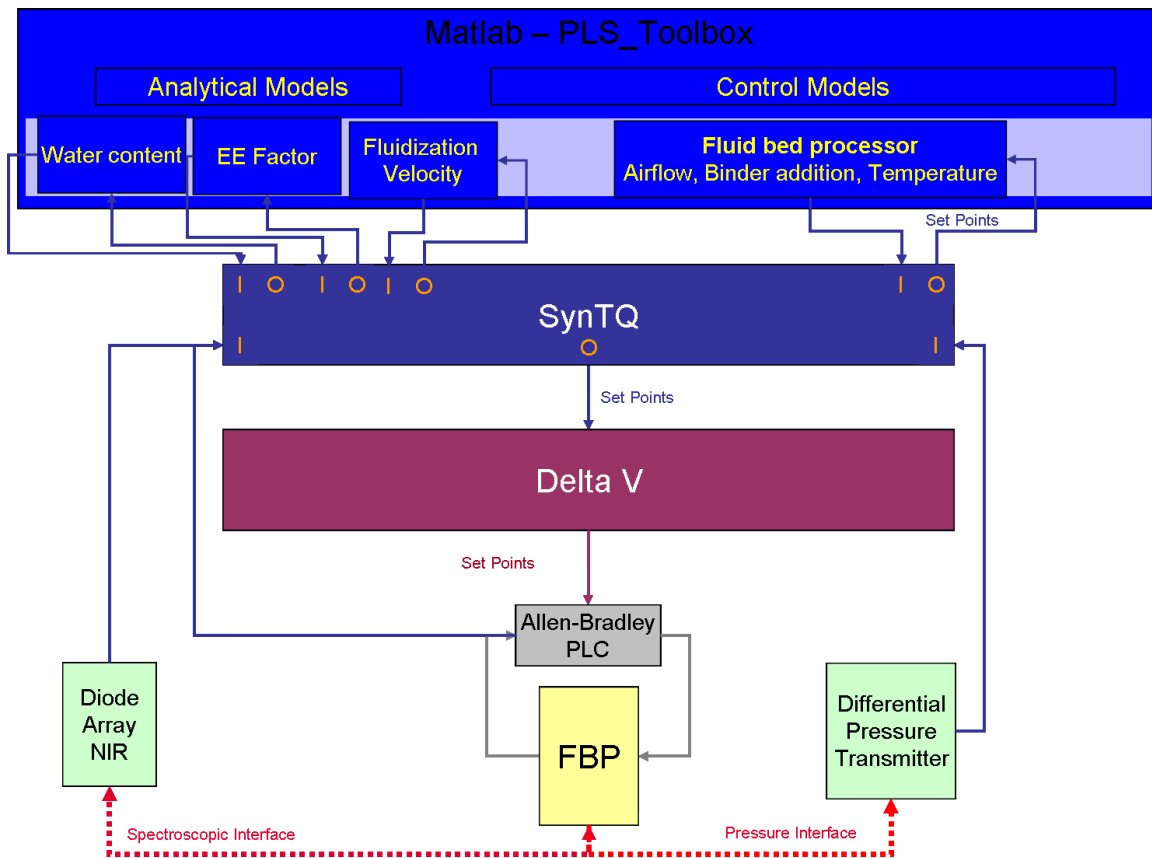 Matlab – PLS_Toolbox
Analytical Models
Control Models
Water content
EE Factor
Fluidization
Velocity
Fluid bed processor
Airflow, Binder addition, Temperature
Set Points
I O I O I O I O
SynTQ
I O I
Set Points
Delta V
Set Points
Allen-Bradley
PLC
Diode
Array
NIR
FBP
Differential
Pressure
Transmitter
Spectroscopic Interface
Pressure Interface